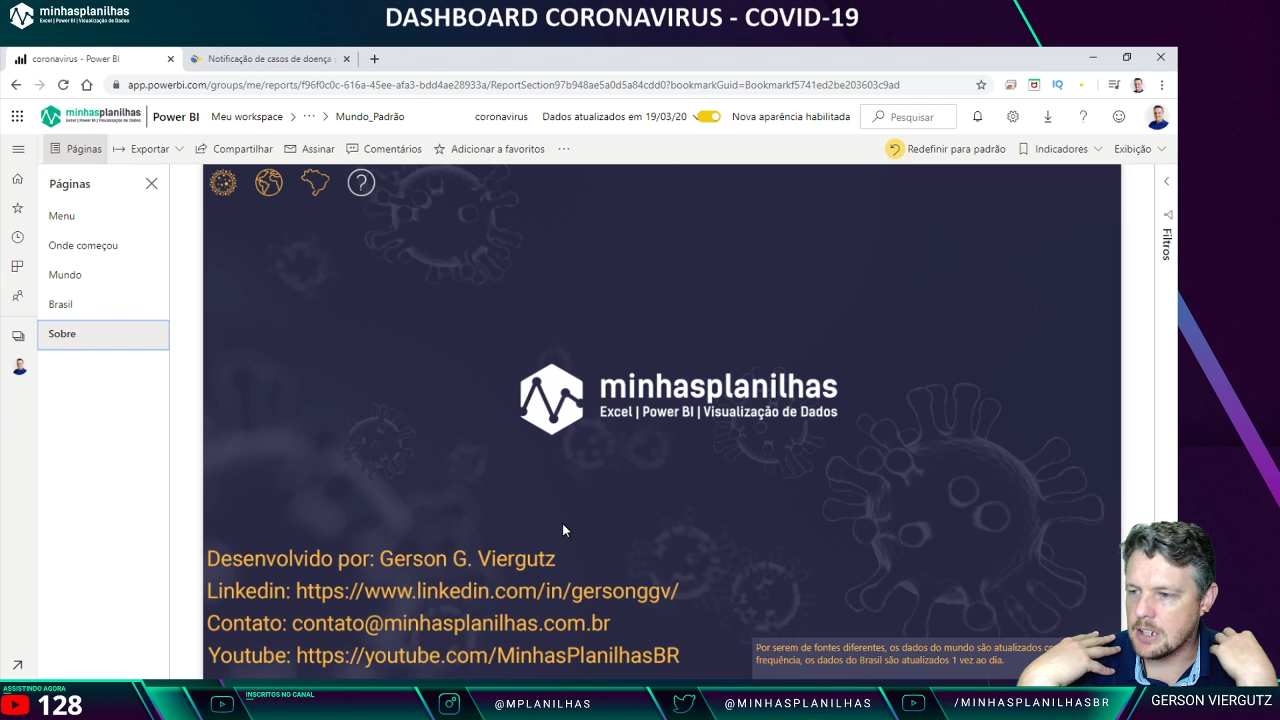 minhasplanilhas
Excel | Power BI | Visualização de Dados
DASHBOARD CORONAVIRUS - COVID-19
coronavirus - Power BI
Notificação de casos de doença
app.powerbi.com/groups/me/reports/f96f0c0c-616a-45ee-afa3-bdd4ae28933a/ReportSection97b948ae5a0d5a84cdd0?bookmarkGuid=Bookmarkf5741ed2be203603c9ad
minhasplanilhas
Excel | Power BI | Visualização de Dados
Power BI
Meu workspace
Mundo_Padrão
coronavirus
Dados atualizados em 19/03/20
Nova aparência habilitada
Pesquisar
Páginas
Exportar
Compartilhar
Assinar
Comentários
Adicionar a favoritos
Redefinir para padrão
Indicadores
Exibição
Páginas
Menu
Onde começou
Mundo
Brasil
Sobre
Filtros
minhasplanilhas
Excel | Power BI | Visualização de Dados
Desenvolvido por: Gerson G. Viergutz
Linkedin: https://www.linkedin.com/in/gersonggv/
Contato: contato@minhasplanilhas.com.br
Youtube: https://youtube.com/MinhasPlanilhasBR
Por serem de fontes diferentes, os dados do mundo são atualizados
frequência, os dados do Brasil são atualizados 1 vez ao dia.
ASSISTINDO AGORA
128
INSCRITOS NO CANAL
@MPLANILHAS
@MINHASPLANILHAS
/MINHASPLANILHASBR
GERSON VIERGUTZ